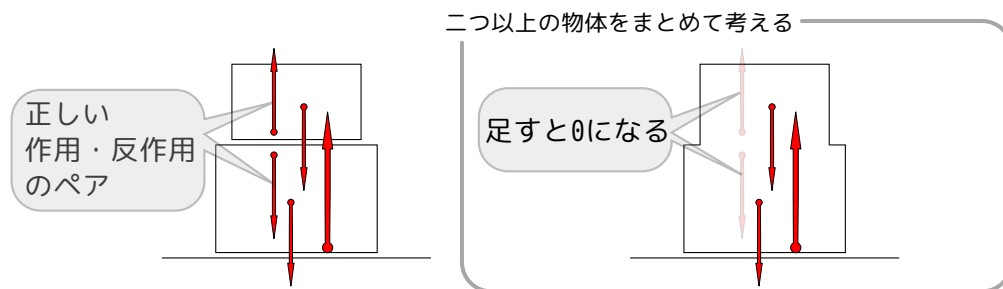 二つ以上の物体をまとめて考える
正しい
作用・反作用
のペア
足すと0になる